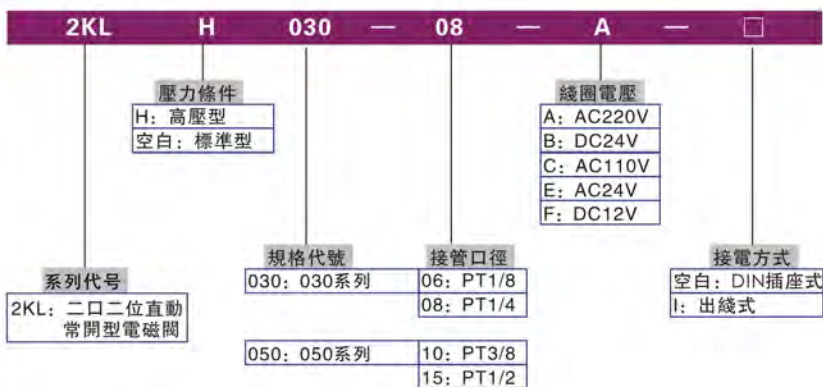 2KL H 030 — 08 — A — □
壓力條件
H: 高壓型
空白: 標準型
綫圈電壓
A: AC220V
B: DC24V
C: AC110V
E: AC24V
F: DC12V
系列代号
2KL: 二口二位直動
常開型電磁閥
規格代號
030: 030系列
050: 050系列
接管口徑
06: PT1/8
08: PT1/4
10: PT3/8
15: PT1/2
接電方式
空白: DIN插座式
I: 出綫式